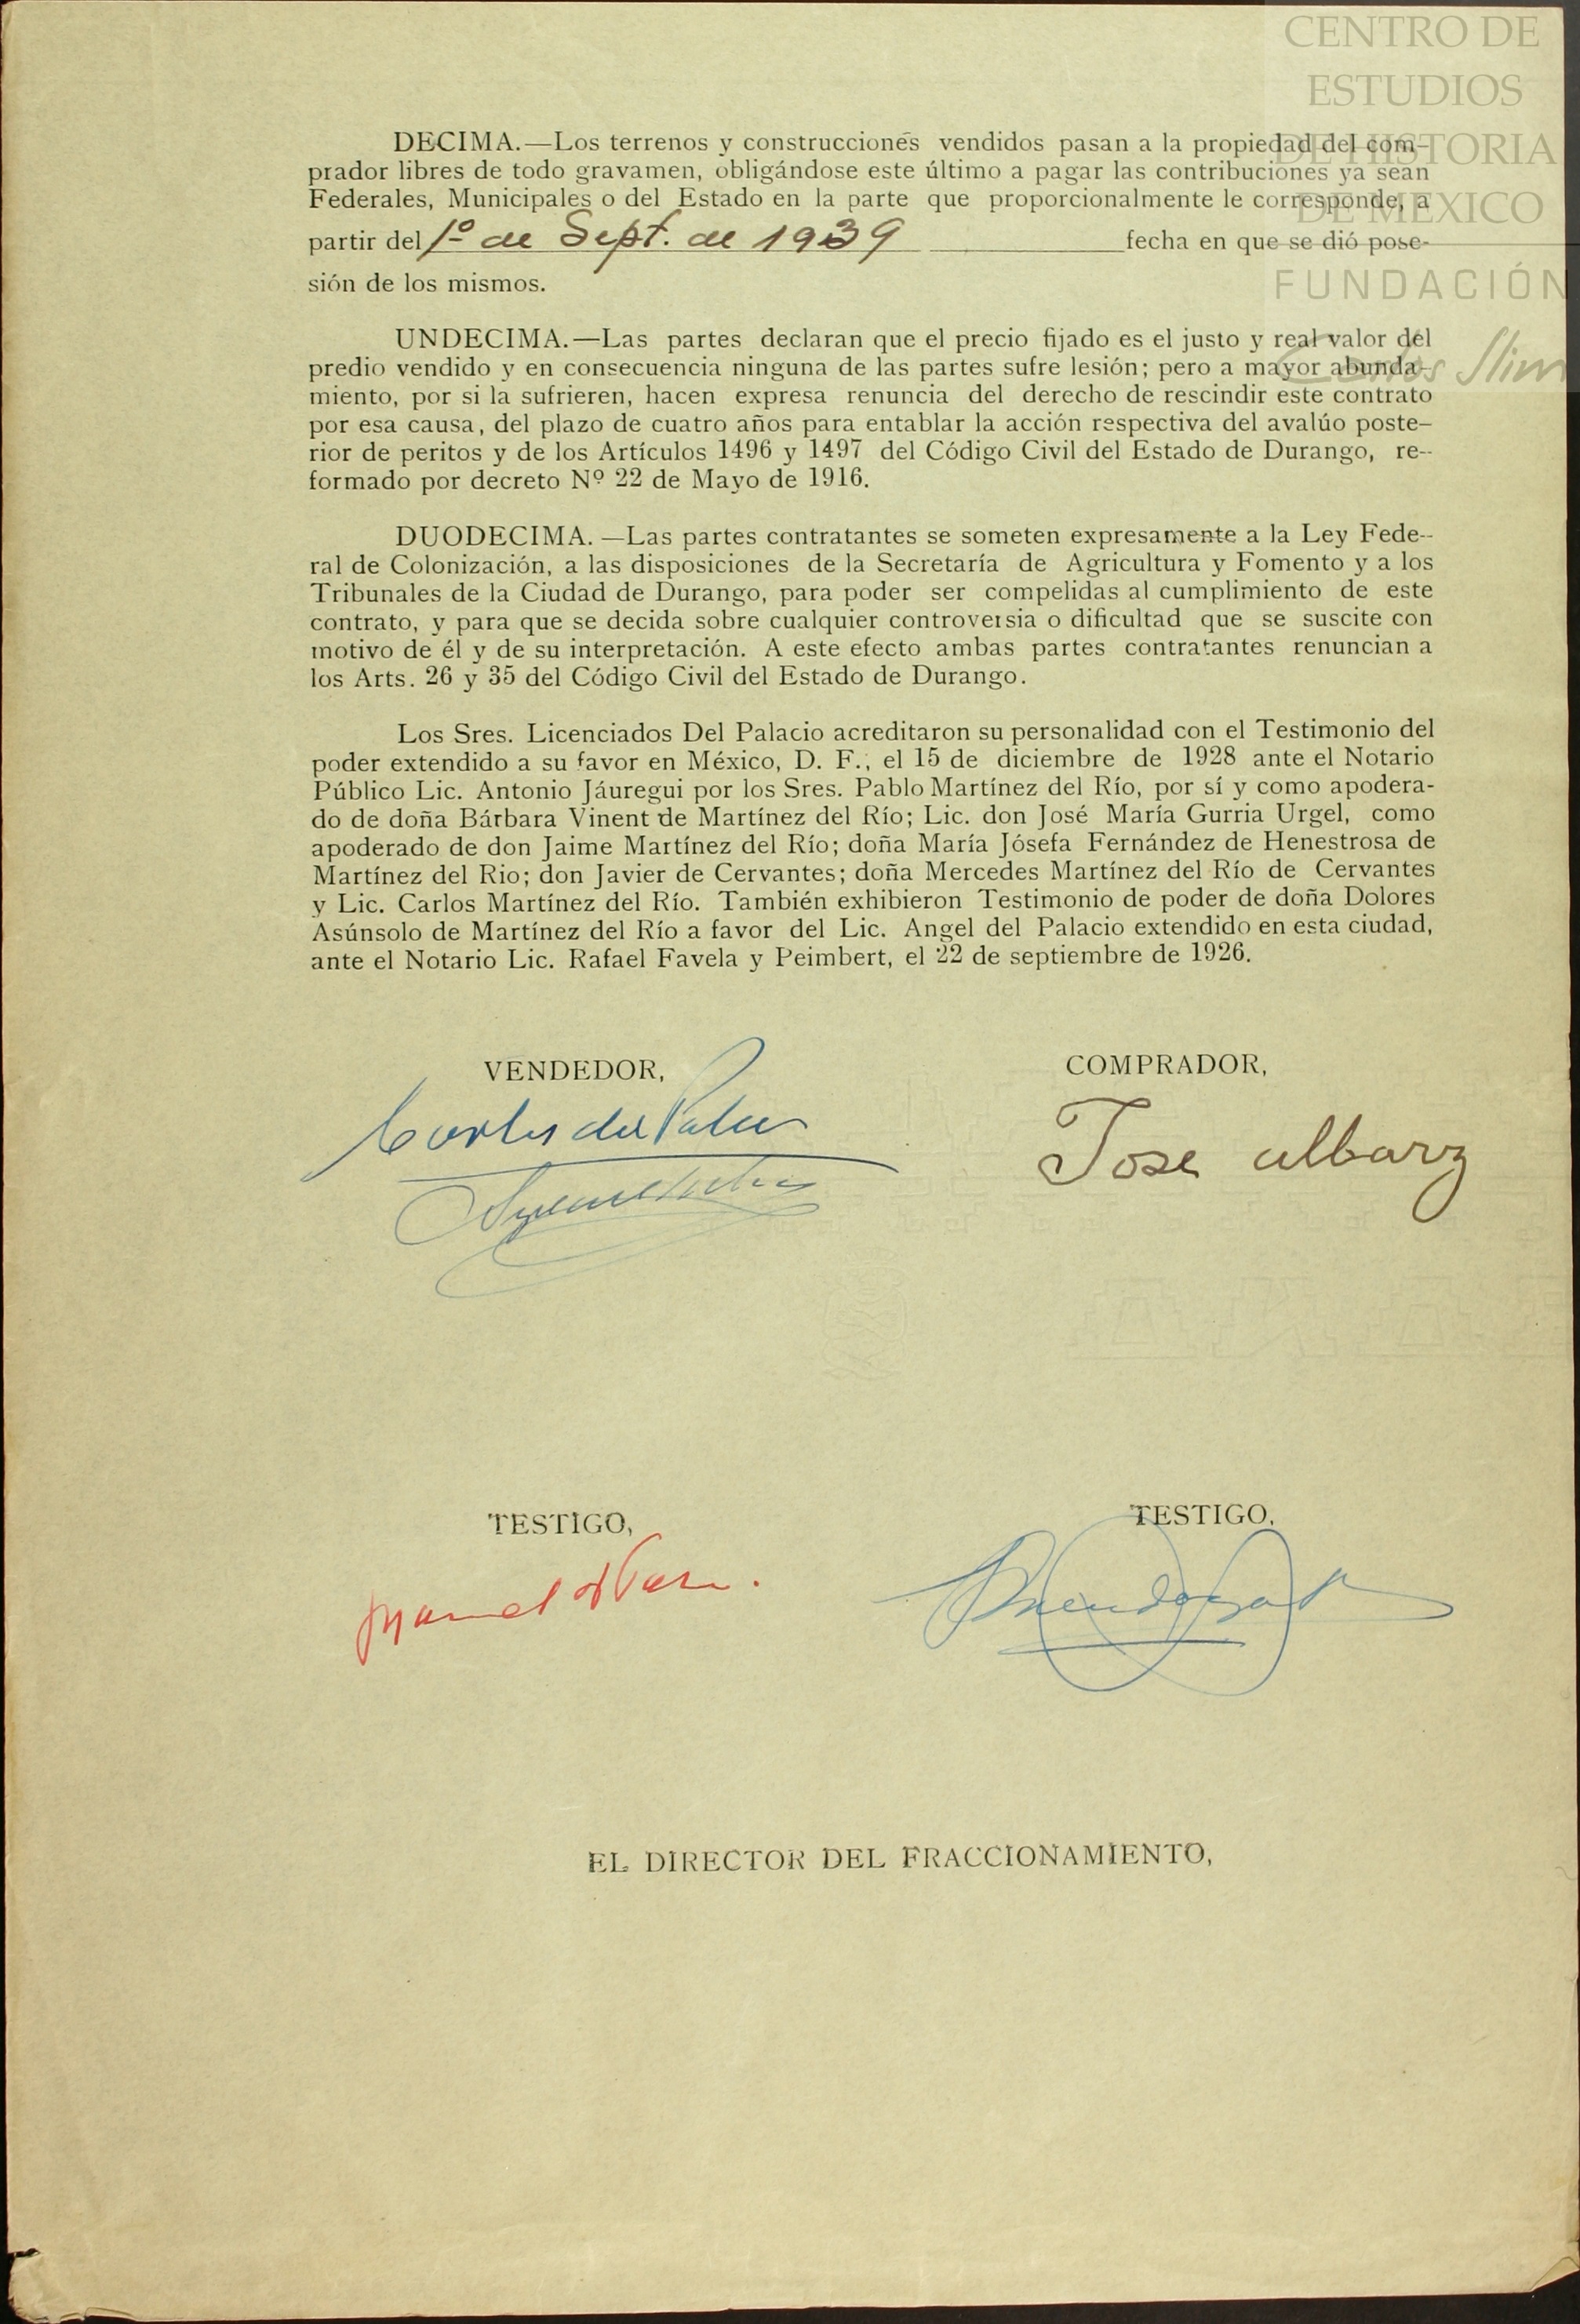 CENTRO DE
ESTUDIOS
DE HISTORIA
DE MEXICO
FUNDACIÓN
Carlos Slim
DECIMA.—Los terrenos y construcciones vendidos pasan a la propiedad del com-
prador libres de todo gravamen, obligándose este último a pagar las contribuciones ya sean
Federales, Municipales o del Estado en la parte que proporcionalmente le corresponde, a
partir del 1º de Sept. de 1939 fecha en que se dió pose-
sión de los mismos.
UNDECIMA.—Las partes declaran que el precio fijado es el justo y real valor del
predio vendido y en consecuencia ninguna de las partes sufre lesión; pero a mayor abunda-
miento, por si la sufrieren, hacen expresa renuncia del derecho de rescindir este contrato
por esa causa, del plazo de cuatro años para entablar la acción respectiva del avalúo poste-
rior de peritos y de los Artículos 1496 y 1497 del Código Civil del Estado de Durango, re-
formado por decreto Nº 22 de Mayo de 1916.
DUODECIMA.—Las partes contratantes se someten expresamente a la Ley Fede-
ral de Colonización, a las disposiciones de la Secretaría de Agricultura y Fomento y a los
Tribunales de la Ciudad de Durango, para poder ser compelidas al cumplimiento de este
contrato, y para que se decida sobre cualquier controversia o dificultad que se suscite con
motivo de él y de su interpretación. A este efecto ambas partes contratantes renuncian a
los Arts. 26 y 35 del Código Civil del Estado de Durango.
Los Sres. Licenciados Del Palacio acreditaron su personalidad con el Testimonio del
poder extendido a su favor en México, D. F., el 15 de diciembre de 1928 ante el Notario
Público Lic. Antonio Jáuregui por los Sres. Pablo Martínez del Río, por sí y como apodera-
do de doña Bárbara Vinent de Martínez del Río; Lic. don José María Gurria Urgel, como
apoderado de don Jaime Martínez del Río; doña María Jósefa Fernández de Henestrosa de
Martínez del Rio; don Javier de Cervantes; doña Mercedes Martínez del Río de Cervantes
y Lic. Carlos Martínez del Río. También exhibieron Testimonio de poder de doña Dolores
Asúnsolo de Martínez del Río a favor del Lic. Angel del Palacio extendido en esta ciudad,
ante el Notario Lic. Rafael Favela y Peimbert, el 22 de septiembre de 1926.
VENDEDOR,
COMPRADOR,
Carlos del
Jose albarz
TESTIGO,
TESTIGO,
Manuel
EL DIRECTOR DEL FRACCIONAMIENTO,